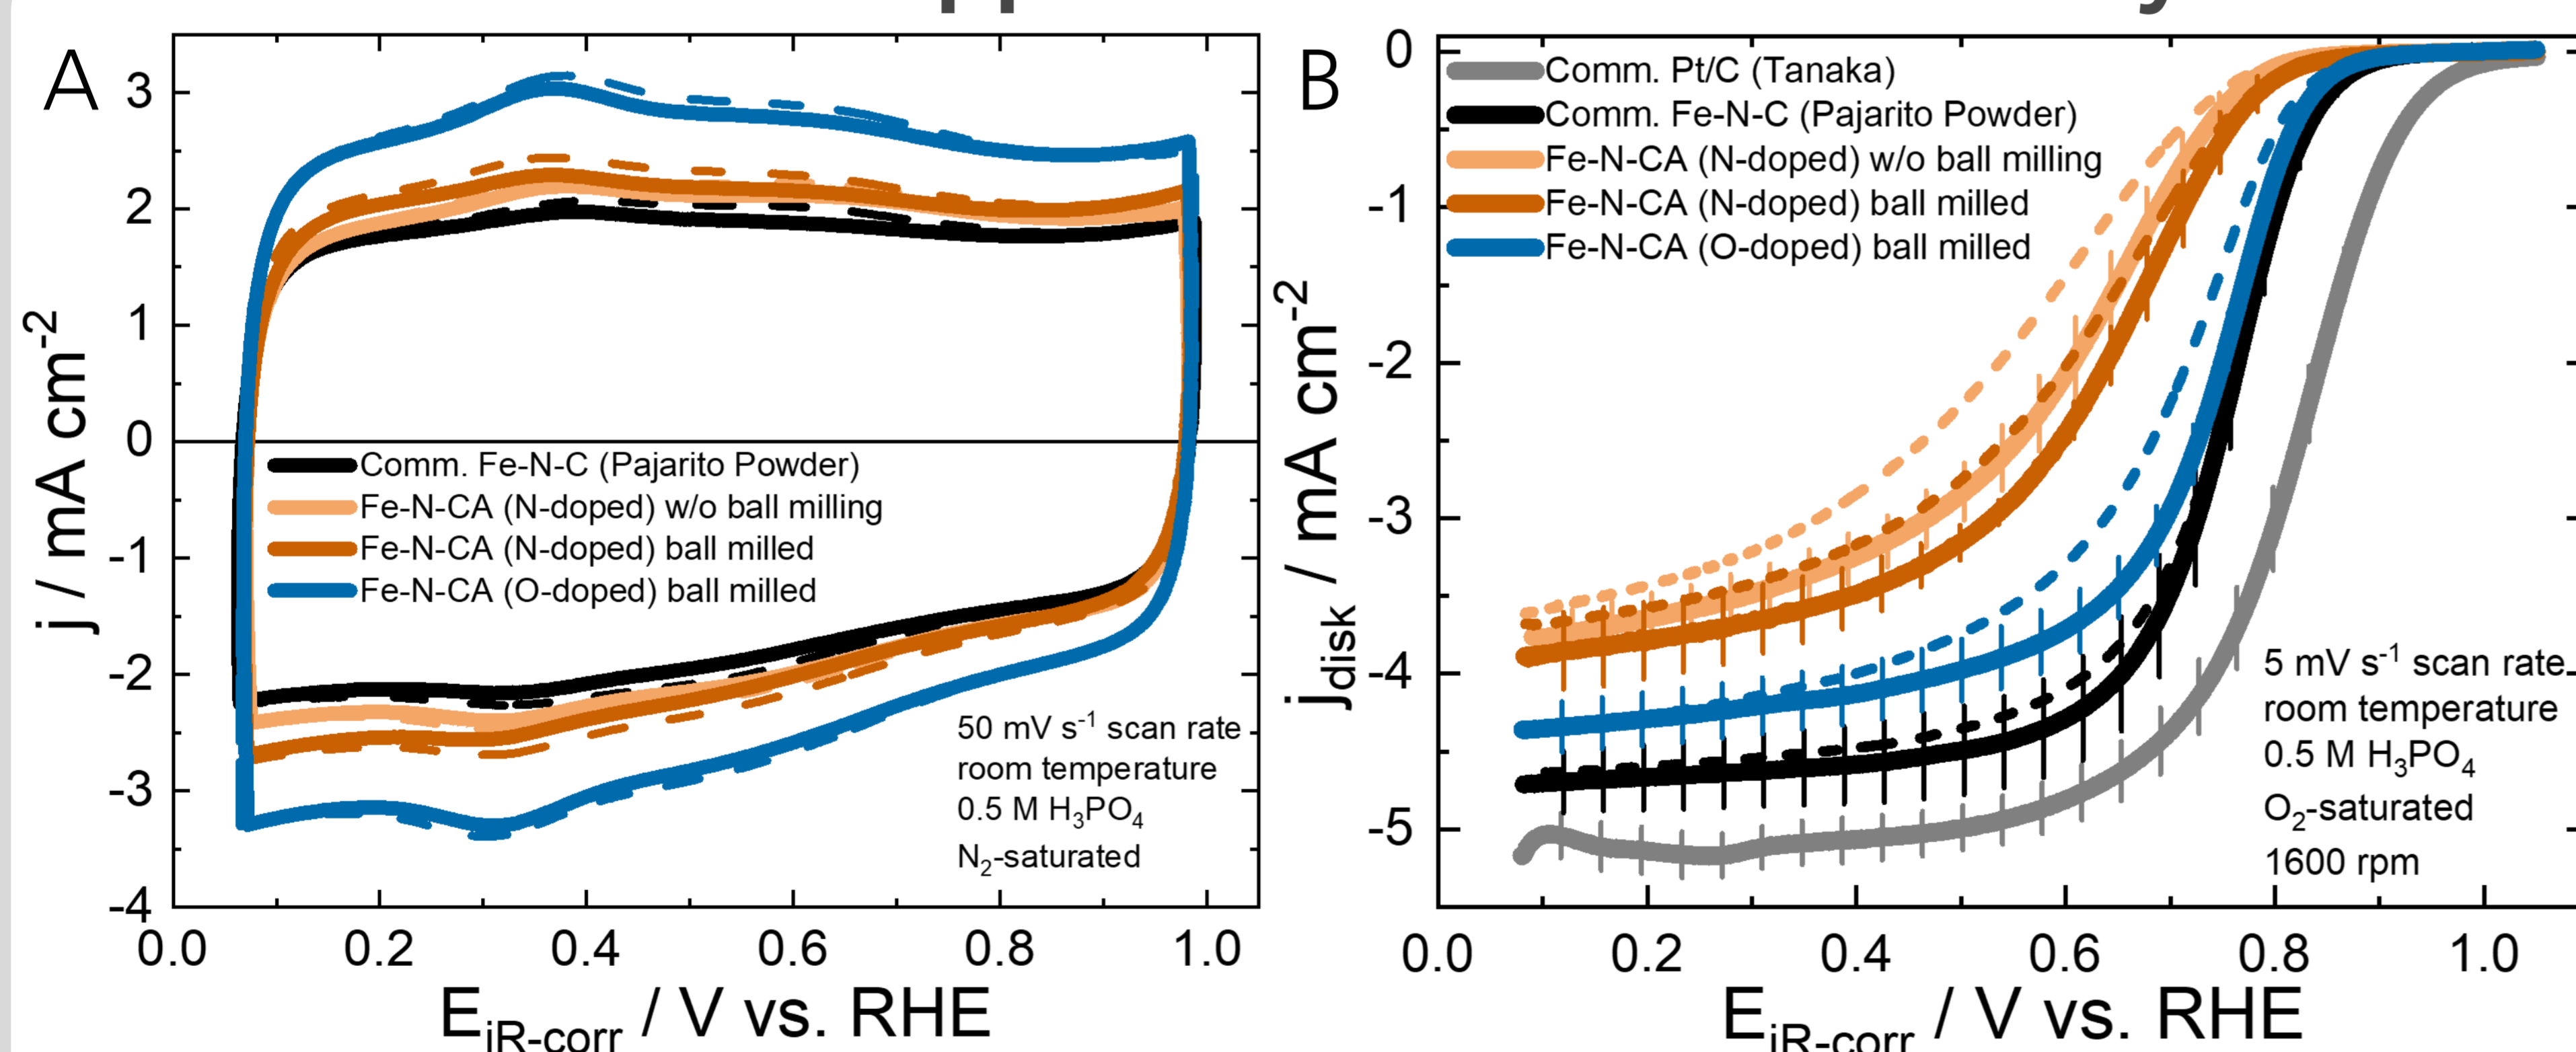 A
3
2
1
0
-1
-2
-3
-4
j / mA cm⁻²
Comm. Fe-N-C (Pajarito Powder)
Fe-N-CA (N-doped) w/o ball milling
Fe-N-CA (N-doped) ball milled
Fe-N-CA (O-doped) ball milled
50 mV s⁻¹ scan rate
room temperature
0.5 M H₃PO₄
N₂-saturated
0.0 0.2 0.4 0.6 0.8 1.0
E_iR-corr / V vs. RHE
B
0
-1
-2
-3
-4
-5
j_disk / mA cm⁻²
Comm. Pt/C (Tanaka)
Comm. Fe-N-C (Pajarito Powder)
Fe-N-CA (N-doped) w/o ball milling
Fe-N-CA (N-doped) ball milled
Fe-N-CA (O-doped) ball milled
5 mV s⁻¹ scan rate
room temperature
0.5 M H₃PO₄
O₂-saturated
1600 rpm
0.0 0.2 0.4 0.6 0.8 1.0
E_iR-corr / V vs. RHE